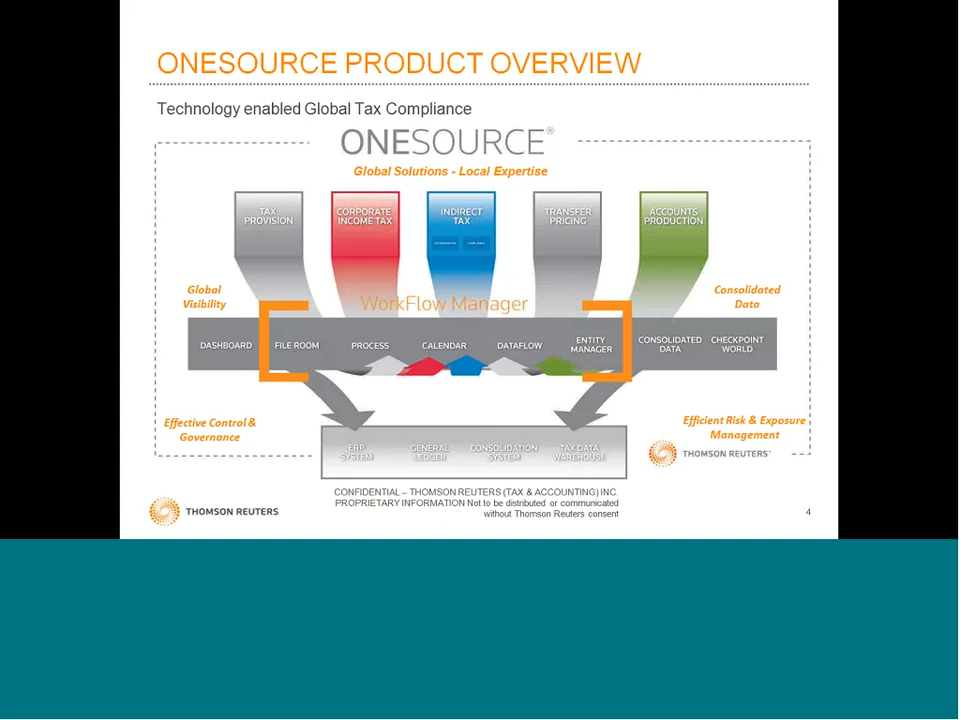 ONESOURCE PRODUCT OVERVIEW
Technology enabled Global Tax Compliance
ONESOURCE®
Global Solutions - Local Expertise
TAX
PROVISION
CORPORATE
INCOME TAX
INDIRECT
TAX
DETERMINATION
COMPLIANCE
TRANSFER
PRICING
ACCOUNTS
PRODUCTION
Global
Visibility
WorkFlow Manager
Consolidated
Data
DASHBOARD
FILE ROOM
PROCESS
CALENDAR
DATAFLOW
ENTITY
MANAGER
CONSOLIDATED
DATA
CHECKPOINT
WORLD
Effective Control &
Governance
Efficient Risk & Exposure
Management
ERP
SYSTEM
GENERAL
LEDGER
CONSOLIDATION
SYSTEM
TAX DATA
WAREHOUSE
THOMSON REUTERS™
CONFIDENTIAL – THOMSON REUTERS (TAX & ACCOUNTING) INC.
PROPRIETARY INFORMATION Not to be distributed or communicated
without Thomson Reuters consent
THOMSON REUTERS
4